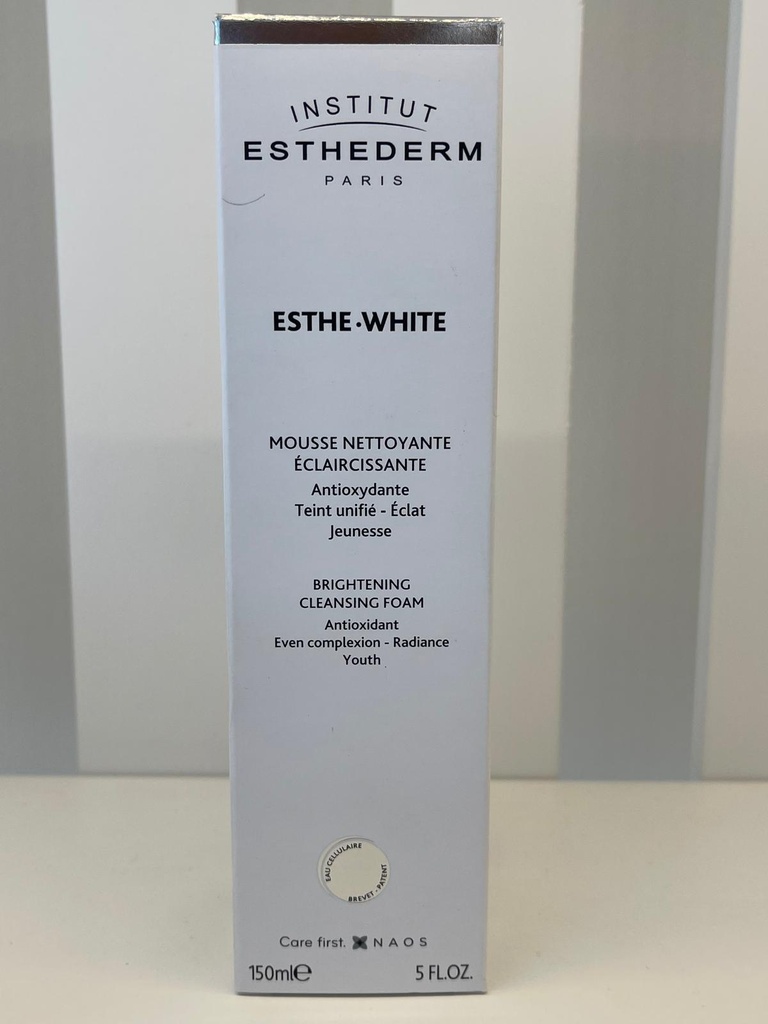 INSTITUT
ESTHEDERM
PARIS
ESTHE·WHITE
MOUSSE NETTOYANTE
ÉCLAIRCISSANTE
Antioxydante
Teint unifié - Éclat
Jeunesse
BRIGHTENING
CLEANSING FOAM
Antioxidant
Even complexion - Radiance
Youth
EAU CELLULAIRE
BREVET - PATENT
Care first. NAOS
150ml℮ 5 FL.OZ.